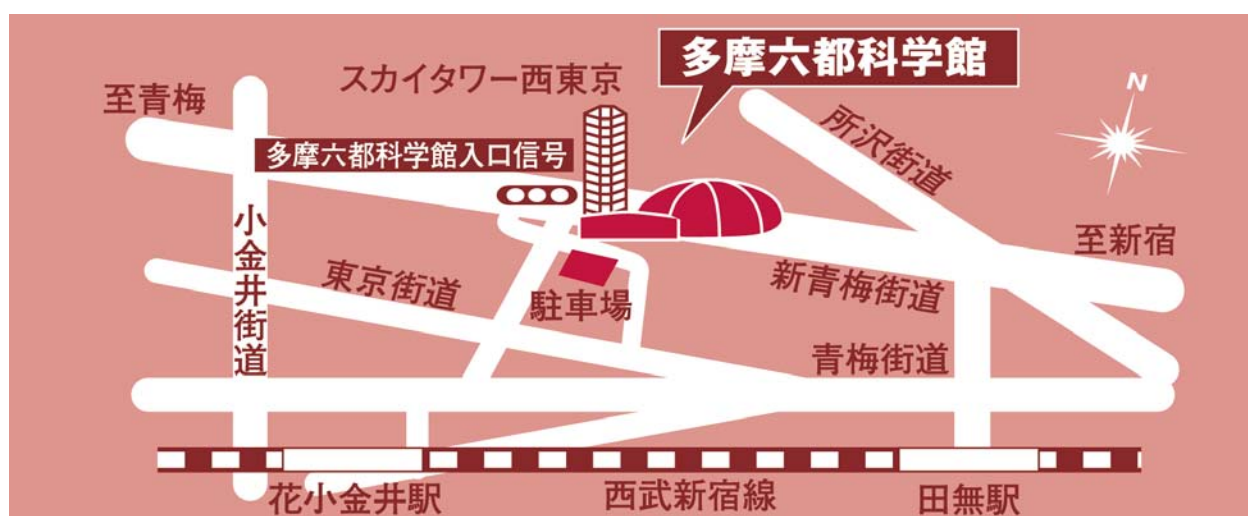 多摩六都科学館
スカイタワー西東京
至青梅
N
所沢街道
多摩六都科学館入口信号
小金井街道
至新宿
東京街道
新青梅街道
駐車場
青梅街道
花小金井駅
西武新宿線
田無駅